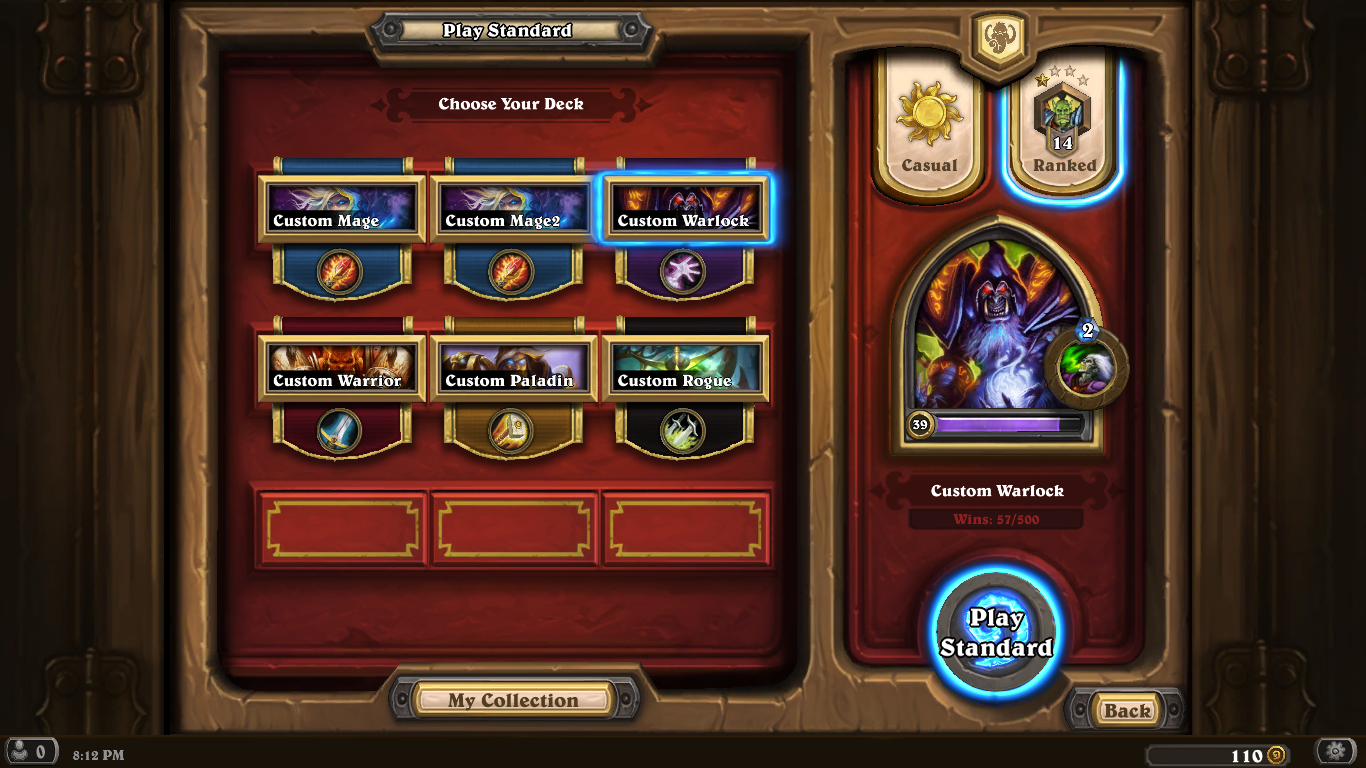 Play Standard
Choose Your Deck
Custom Mage
Custom Mage2
Custom Warlock
Custom Warrior
Custom Paladin
Custom Rogue
My Collection
Casual
14
Ranked
2
39
Custom Warlock
Wins: 57/500
Play
Standard
Back
0
8:12 PM
110